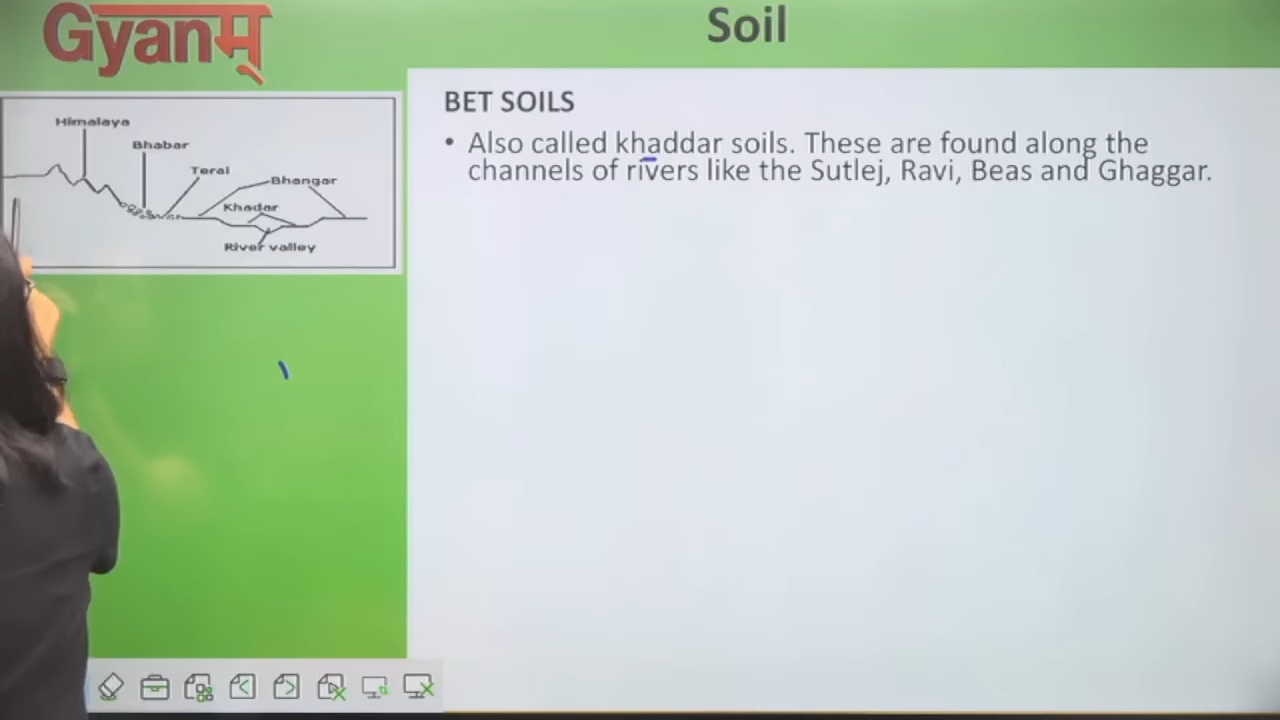 Gyanम्
Soil
Himalaya
Bhabar
Terai
Bhangar
Khadar
River valley
BET SOILS
• Also called khaddar soils. These are found along the
channels of rivers like the Sutlej, Ravi, Beas and Ghaggar.